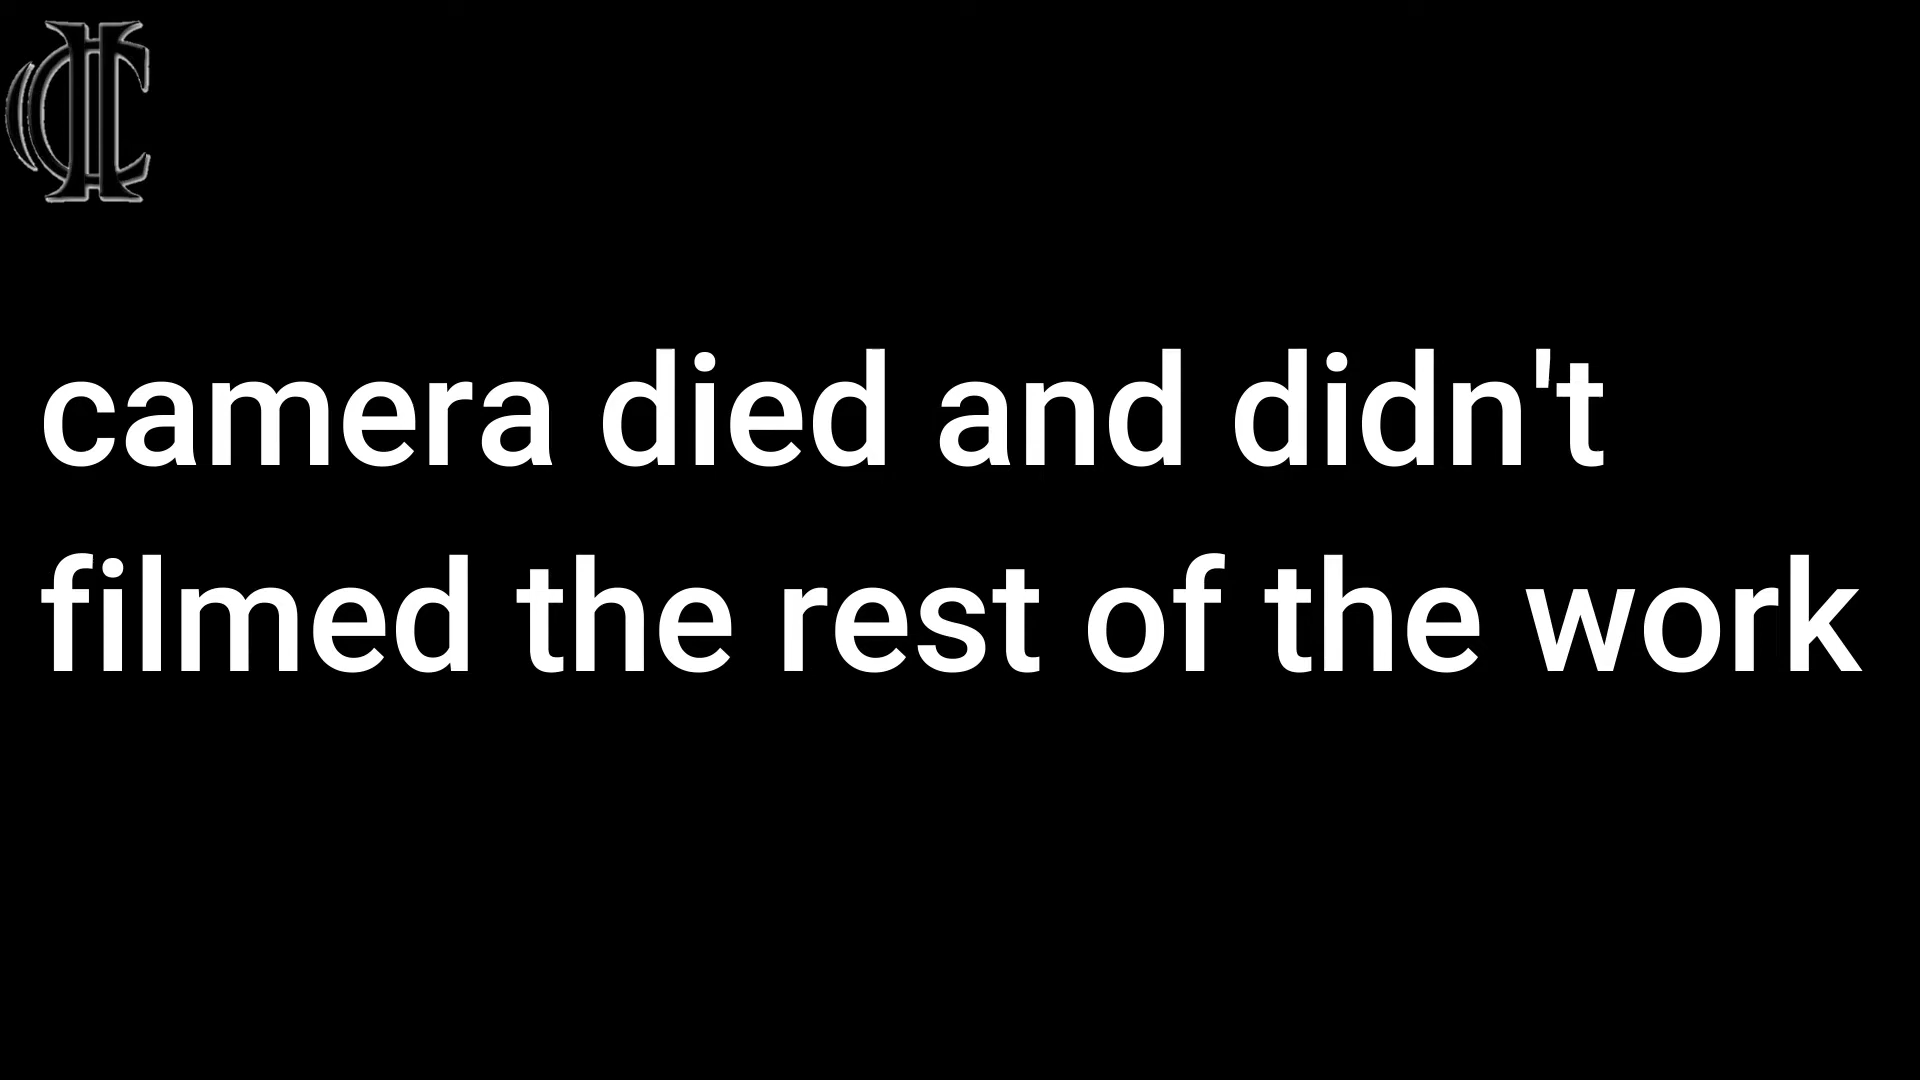 camera died and didn't
filmed the rest of the work